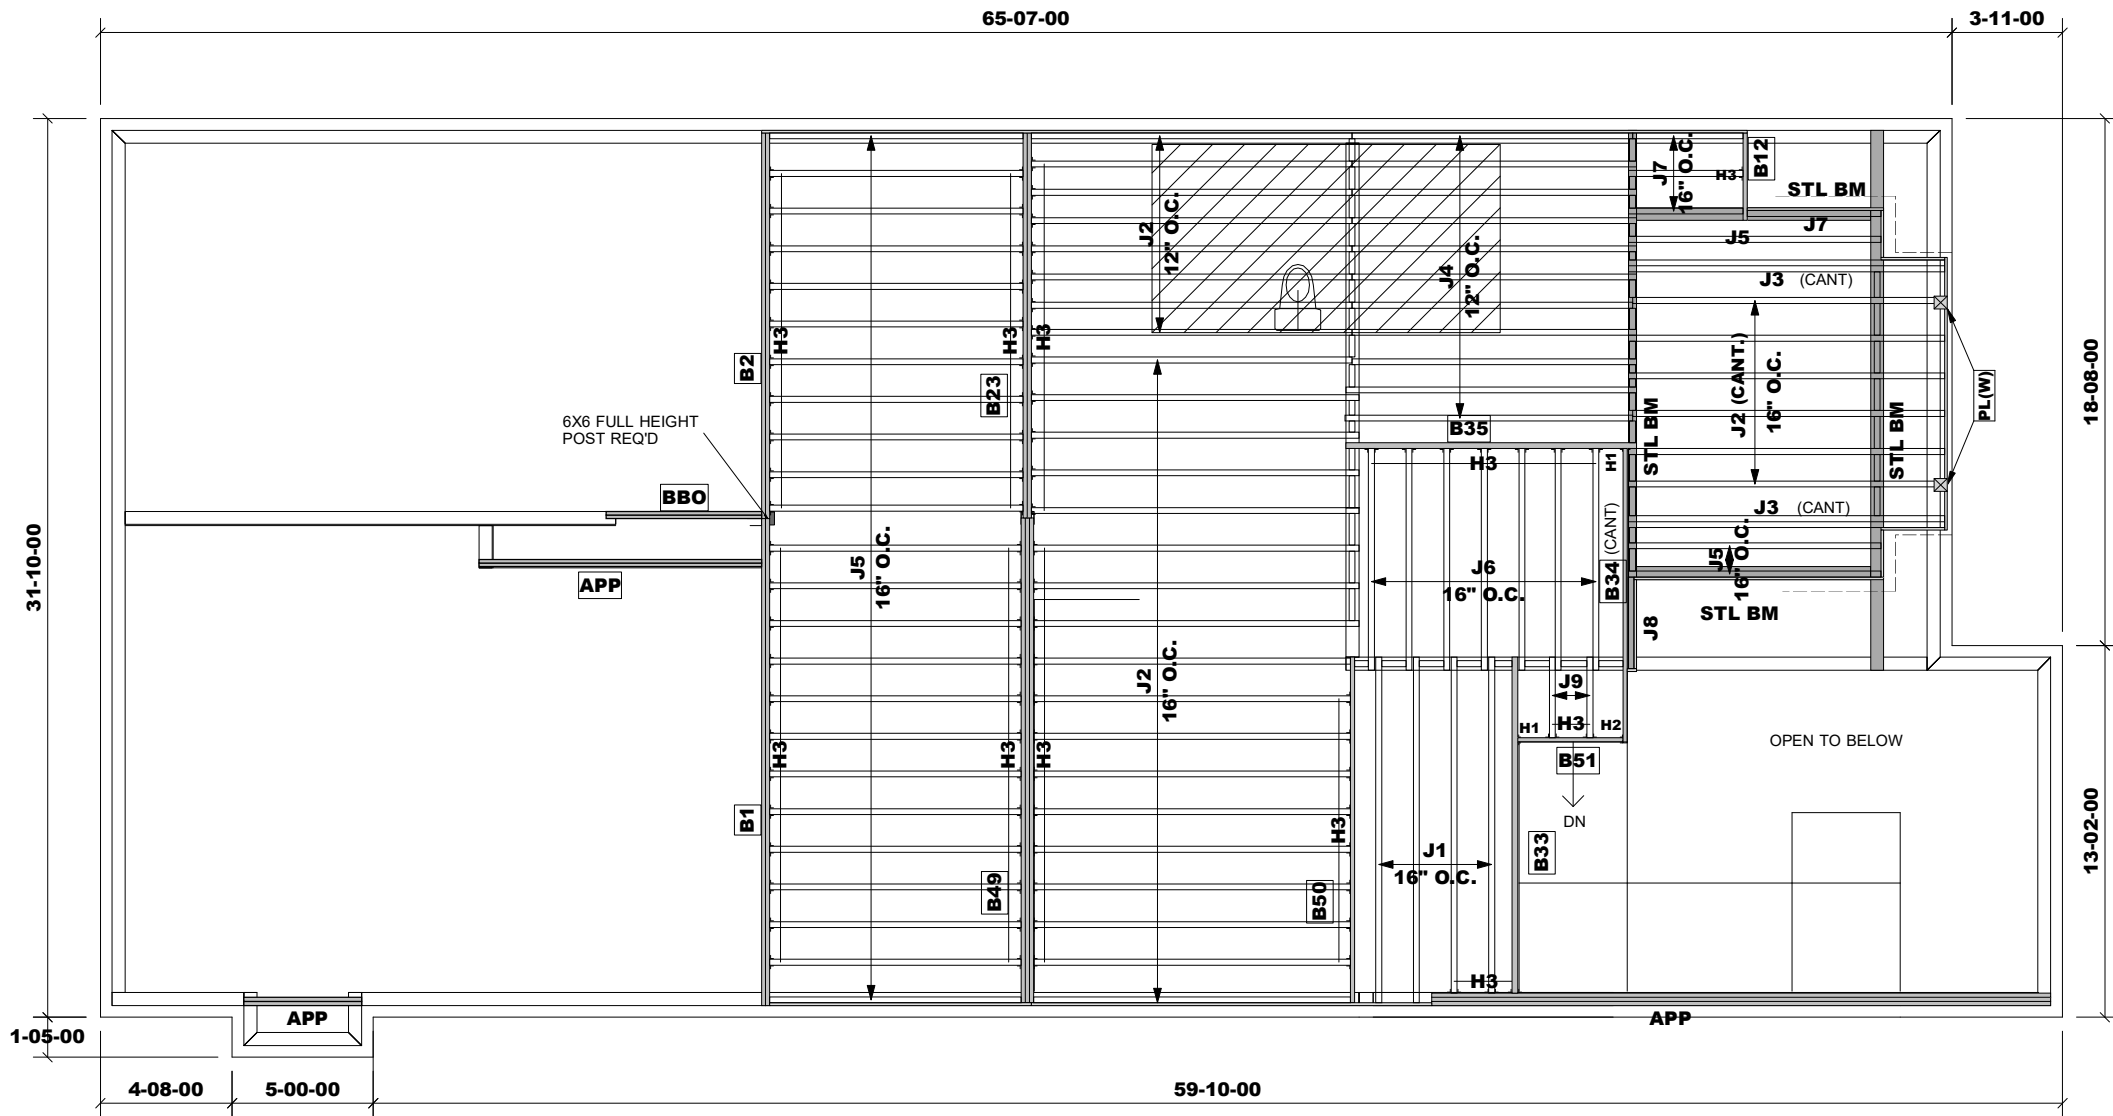 65-07-00
3-11-00
J7
16" O.C.
B12
H3
STL BM
J7
J5
J2
12" O.C.
J4
12" O.C.
J3 (CANT)
H3
H3
H3
B2
B23
6X6 FULL HEIGHT
POST REQ'D
J2 (CANT.)
16" O.C.
PL(W)
18-08-00
B35
STL BM
STL BM
H3
H1
BBO
J3 (CANT)
31-10-00
J5
16" O.C.
B34 (CANT)
J5
16" O.C.
APP
J6
16" O.C.
STL BM
J8
J2
16" O.C.
J9
H1
H3
H2
H3
H3
H3
OPEN TO BELOW
B51
B1
H3
DN
B33
13-02-00
J1
16" O.C.
B49
B50
H3
APP
APP
1-05-00
4-08-00
5-00-00
59-10-00